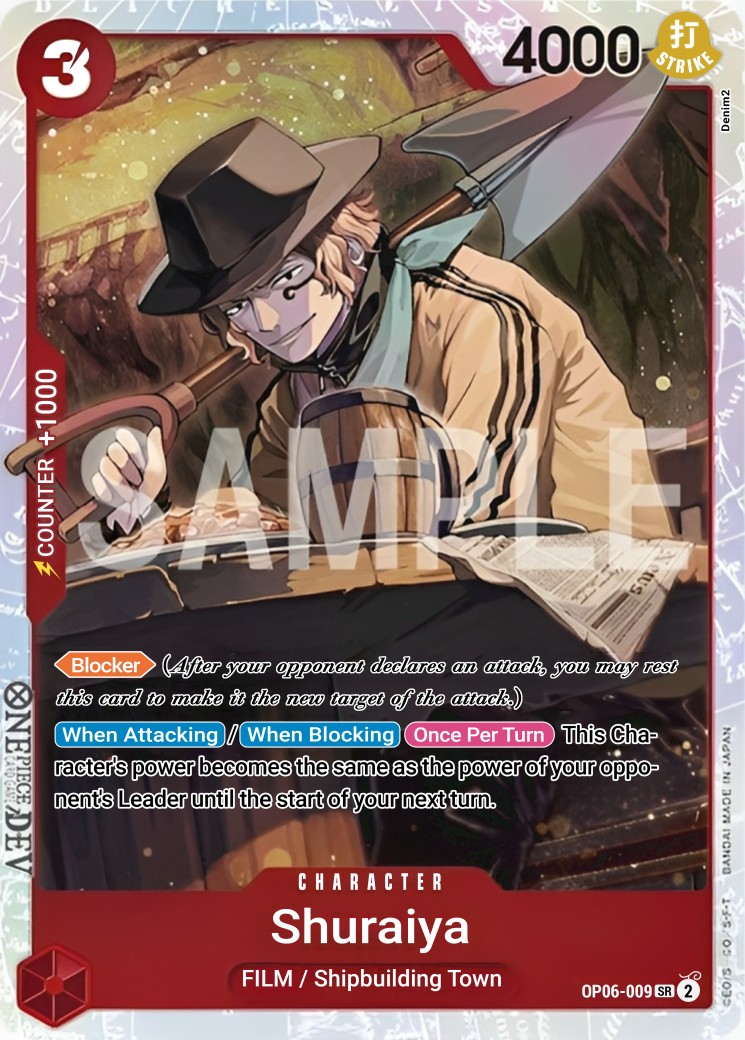 3
4000
打
STRIKE
Denim2
COUNTER +1000
SAMPLE
Blocker (After your opponent declares an attack, you may rest
this card to make it the new target of the attack.)
When Attacking / When Blocking Once Per Turn This Cha-
racter's power becomes the same as the power of your oppo-
nent's Leader until the start of your next turn.
ONE PIECE
DEV
BANDAI MADE IN JAPAN
CHARACTER
Shuraiya
FILM / Shipbuilding Town
OP06-009 SR 2